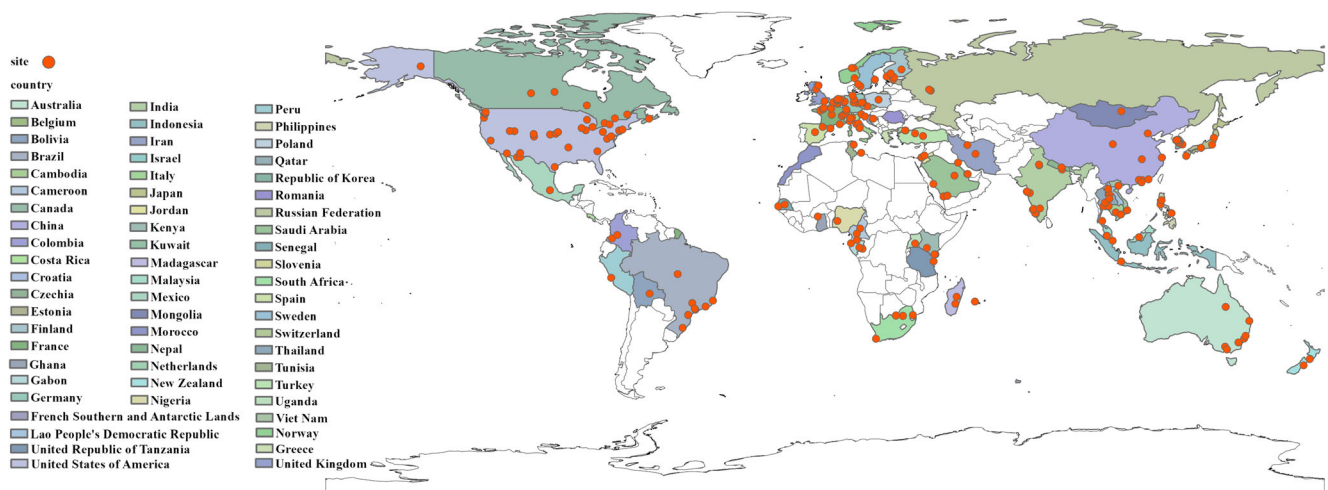 site
country
Australia
Belgium
Bolivia
Brazil
Cambodia
Cameroon
Canada
China
Colombia
Costa Rica
Croatia
Czechia
Estonia
Finland
France
Ghana
Gabon
Germany
French Southern and Antarctic Lands
Lao People's Democratic Republic
United Republic of Tanzania
United States of America
India
Indonesia
Iran
Israel
Italy
Japan
Jordan
Kenya
Kuwait
Madagascar
Malaysia
Mexico
Mongolia
Morocco
Nepal
Netherlands
New Zealand
Nigeria
Peru
Philippines
Poland
Qatar
Republic of Korea
Romania
Russian Federation
Saudi Arabia
Senegal
Slovenia
South Africa
Spain
Sweden
Switzerland
Thailand
Tunisia
Turkey
Uganda
Viet Nam
Norway
Greece
United Kingdom